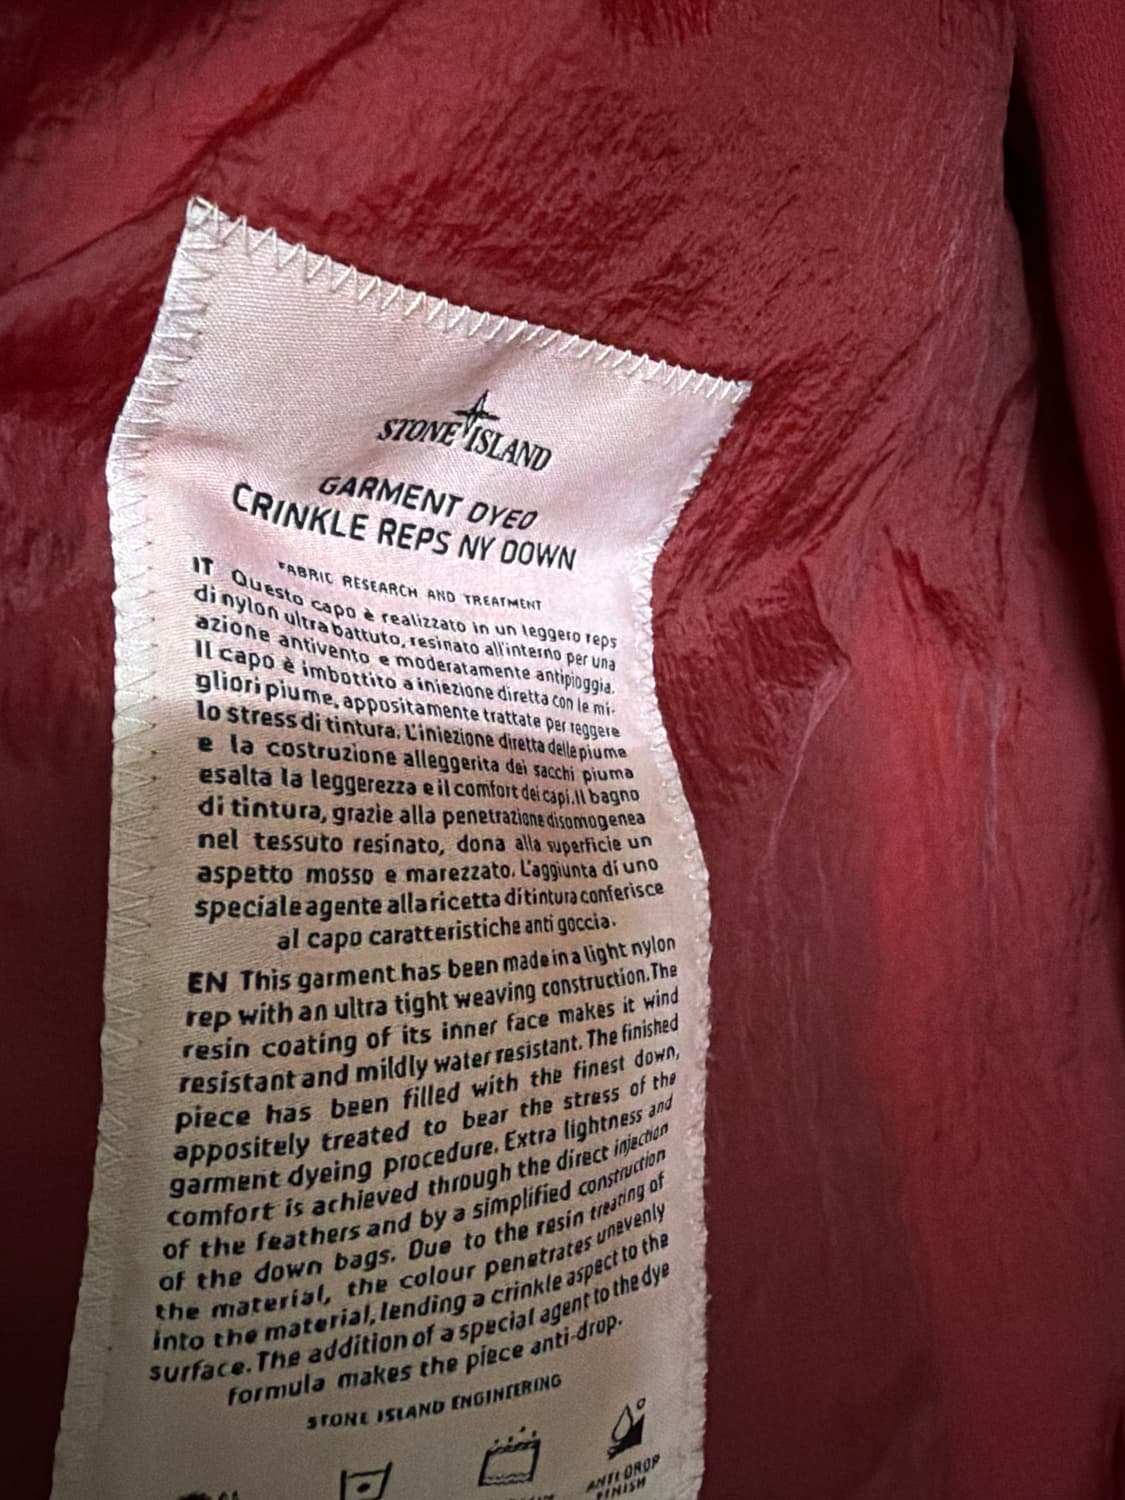 STONE ISLAND
GARMENT DYED
CRINKLE REPS NY DOWN
FABRIC RESEARCH AND TREATMENT
IT Questo capo è realizzato in un leggero reps
di nylon ultra battuto, resinato all'interno per una
azione antivento e moderatamente antipioggia.
Il capo è imbottito a iniezione diretta con le mi-
gliori piume, appositamente trattate per reggere
lo stress di tintura. L'iniezione diretta delle piume
e la costruzione alleggerita dei sacchi piuma
esalta la leggerezza e il comfort dei capi. Il bagno
di tintura, grazie alla penetrazione disomogenea
nel tessuto resinato, dona alla superficie un
aspetto mosso e marezzato. L'aggiunta di uno
speciale agente alla ricetta di tintura conferisce
al capo caratteristiche anti goccia.
EN This garment has been made in a light nylon
rep with an ultra tight weaving construction. The
resin coating of its inner face makes it wind
resistant and mildly water resistant. The finished
piece has been filled with the finest down,
appositely treated to bear the stress of the
garment dyeing procedure. Extra lightness and
comfort is achieved through the direct injection
of the feathers and by a simplified construction
of the down bags. Due to the resin treating of
the material, the colour penetrates unevenly
into the material, lending a crinkle aspect to the
surface. The addition of a special agent to the dye
formula makes the piece anti-drop.
STONE ISLAND ENGINEERING
ANTI DROP
FINISH